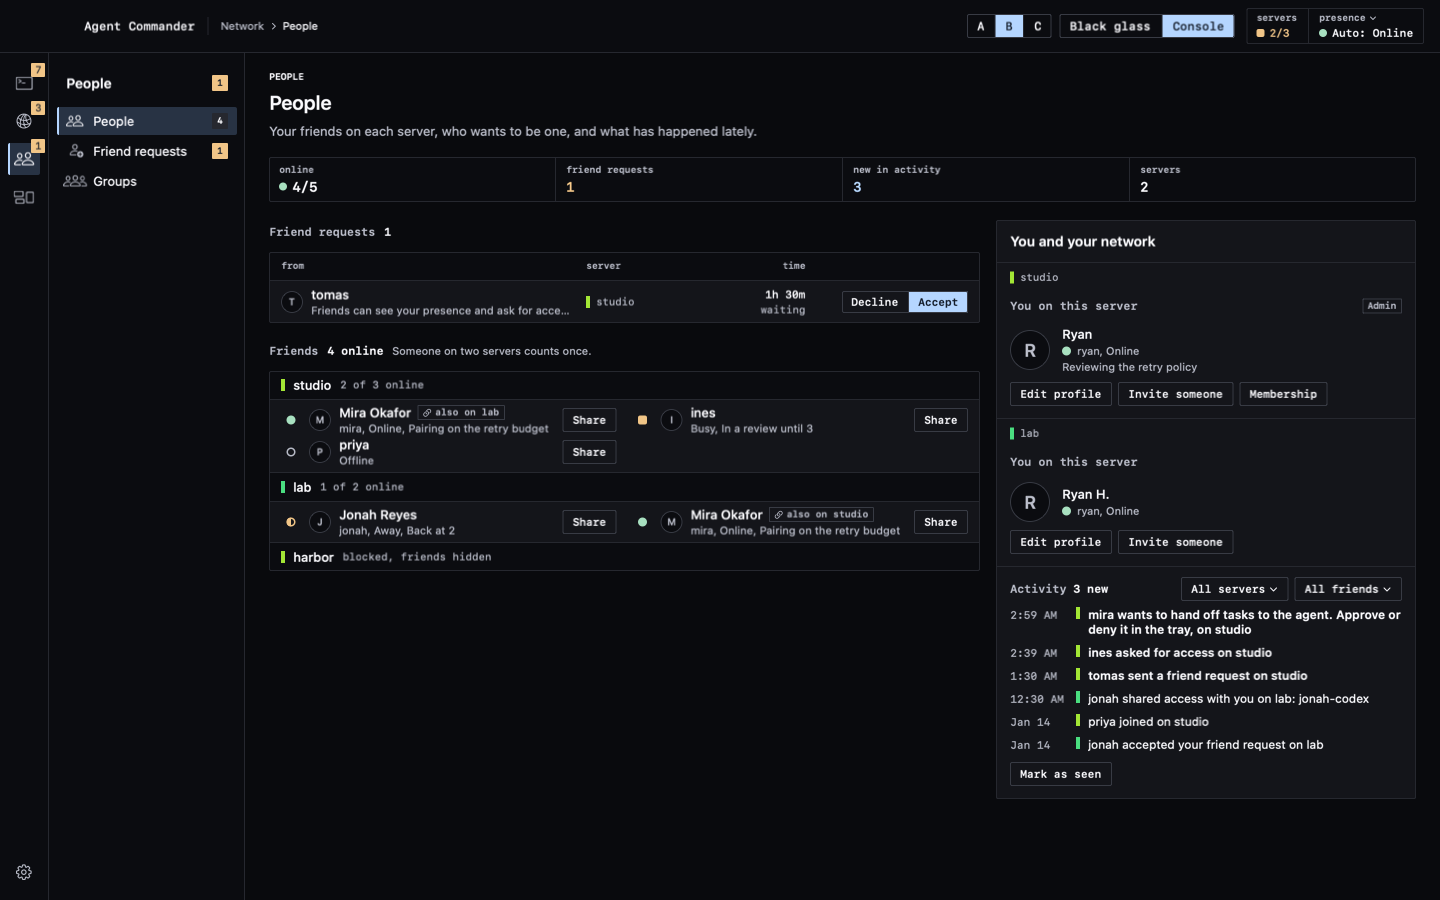 Agent Commander
Network > People
A B C
Black glass Console
servers
2/3
presence
Auto: Online
7
3
1
People 1
People 4
Friend requests 1
Groups
PEOPLE
People
Your friends on each server, who wants to be one, and what has happened lately.
online
4/5
friend requests
1
new in activity
3
servers
2
Friend requests 1
from server time
T
tomas
Friends can see your presence and ask for acce...
studio
1h 30m
waiting
Decline Accept
Friends 4 online Someone on two servers counts once.
studio 2 of 3 online
M
Mira Okafor also on lab
mira, Online, Pairing on the retry budget
Share
I
ines
Busy, In a review until 3
Share
P
priya
Offline
Share
lab 1 of 2 online
J
Jonah Reyes
jonah, Away, Back at 2
Share
M
Mira Okafor also on studio
mira, Online, Pairing on the retry budget
Share
harbor blocked, friends hidden
You and your network
studio
You on this server Admin
R
Ryan
ryan, Online
Reviewing the retry policy
Edit profile Invite someone Membership
lab
You on this server
R
Ryan H.
ryan, Online
Edit profile Invite someone
Activity 3 new All servers All friends
2:59 AM mira wants to hand off tasks to the agent. Approve or
deny it in the tray, on studio
2:39 AM ines asked for access on studio
1:30 AM tomas sent a friend request on studio
12:30 AM jonah shared access with you on lab: jonah-codex
Jan 14 priya joined on studio
Jan 14 jonah accepted your friend request on lab
Mark as seen